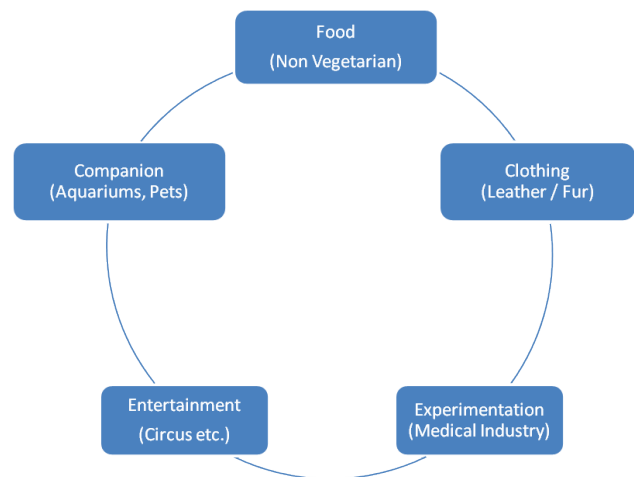 Food
(Non Vegetarian)
Companion
(Aquariums, Pets)
Clothing
(Leather / Fur)
Entertainment
(Circus etc.)
Experimentation
(Medical Industry)